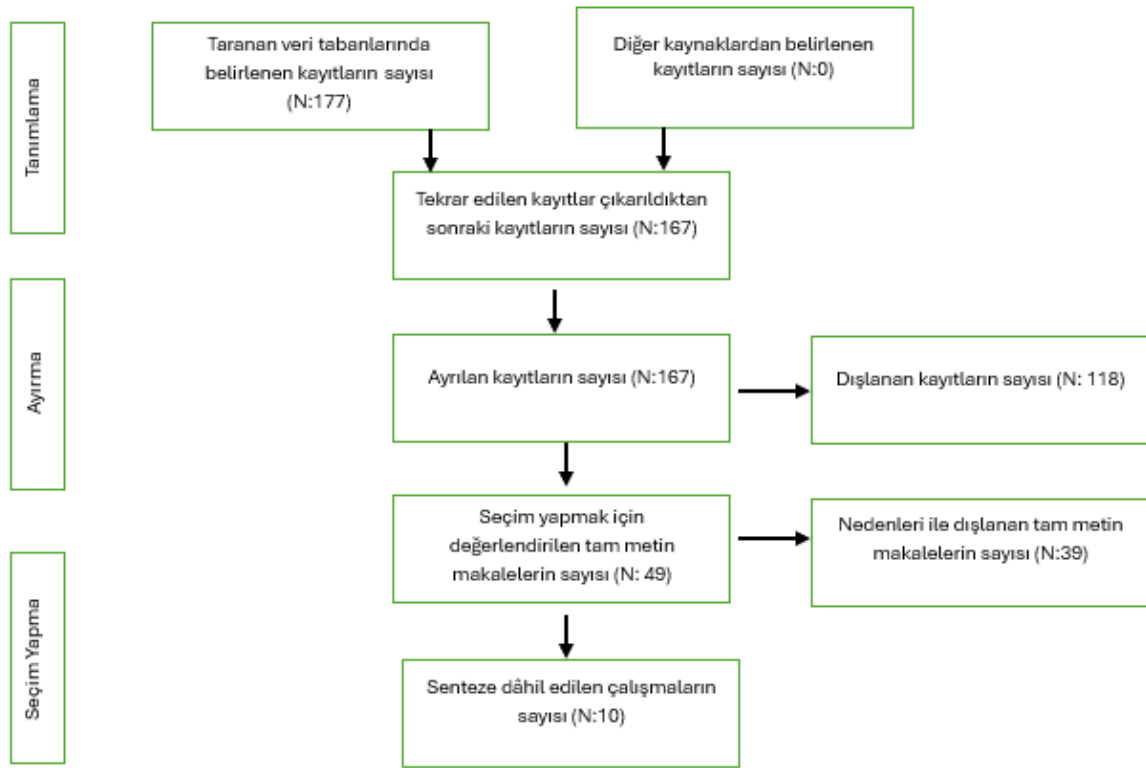 Tanımlama
Taranan veri tabanlarında
belirlenen kayıtların sayısı
(N:177)
Diğer kaynaklardan belirlenen
kayıtların sayısı (N:0)
Tekrar edilen kayıtlar çıkarıldıktan
sonraki kayıtların sayısı (N:167)
Ayırma
Ayrılan kayıtların sayısı (N:167)
Dışlanan kayıtların sayısı (N: 118)
Seçim yapmak için
değerlendirilen tam metin
makalelerin sayısı (N: 49)
Nedenleri ile dışlanan tam metin
makalelerin sayısı (N:39)
Seçim Yapma
Senteze dâhil edilen çalışmaların
sayısı (N:10)